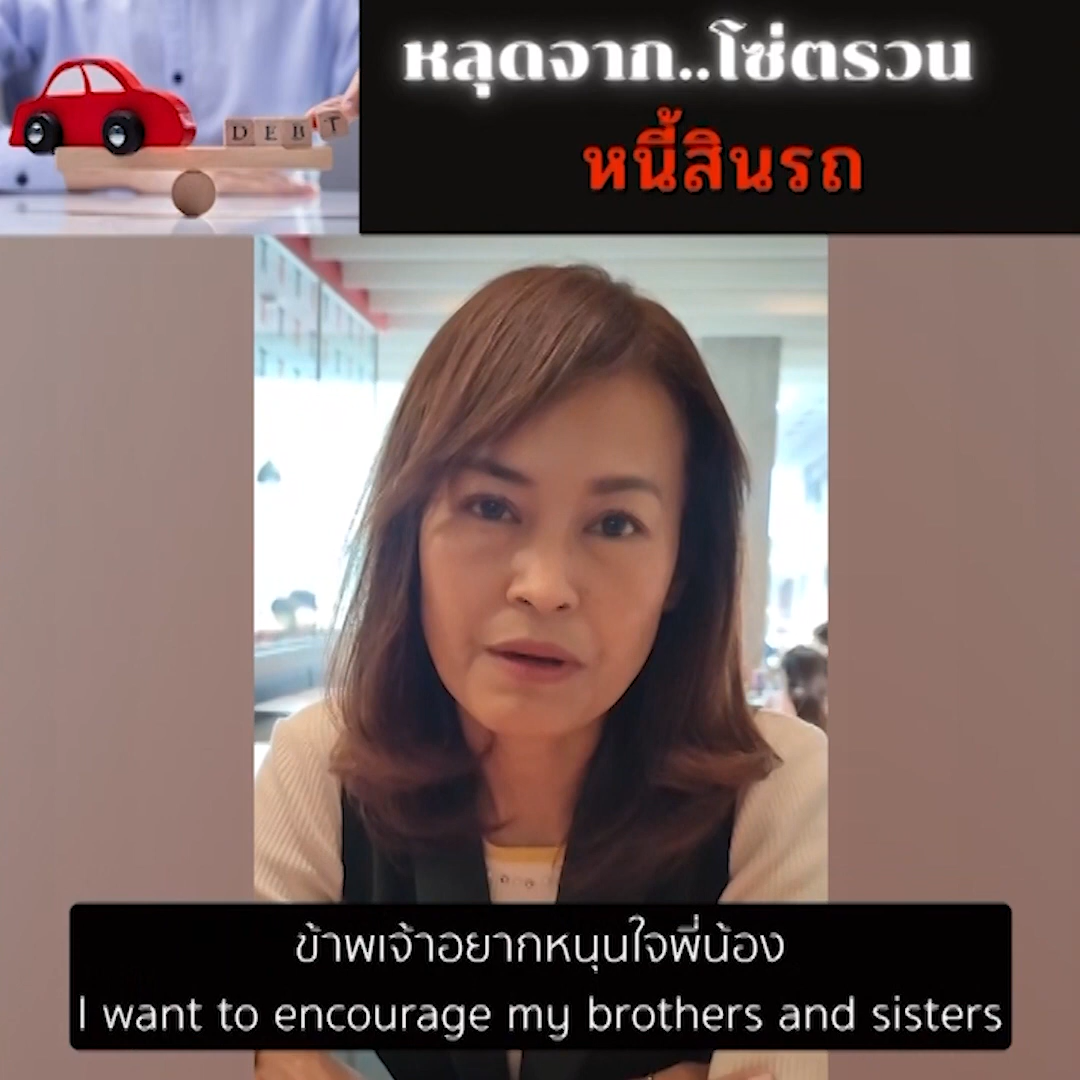 หลุดจาก..โซ่ตรวน
หนี้สินรถ
DEBT
ข้าพเจ้าอยากหนุนใจพี่น้อง
I want to encourage my brothers and sisters